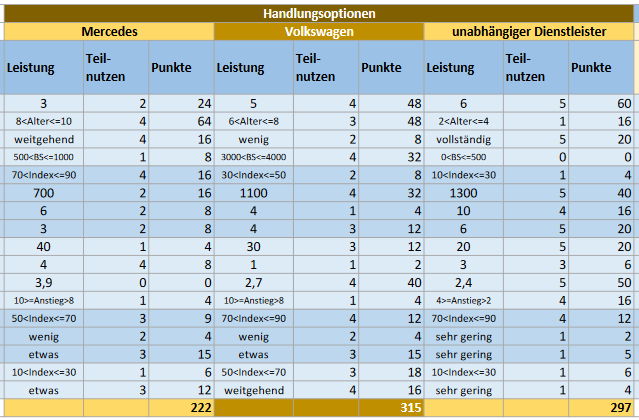 Handlungsoptionen
Mercedes Volkswagen unabhängiger Dienstleister
Leistung Teil-nutzen Punkte Leistung Teil-nutzen Punkte Leistung Teil-nutzen Punkte
3 2 24 5 4 48 6 5 60
8<Alter<=10 4 64 6<Alter<=8 3 48 2<Alter<=4 1 16
weitgehend 4 16 wenig 2 8 vollständig 5 20
500<BS<=1000 1 8 3000<BS<=4000 4 32 0<BS<=500 0 0
70<Index<=90 4 16 30<Index<=50 2 8 10<Index<=30 1 4
700 2 16 1100 4 32 1300 5 40
6 2 8 4 1 4 10 4 16
3 2 8 4 3 12 6 5 20
40 1 4 30 3 12 20 5 20
4 4 8 1 1 2 3 3 6
3,9 0 0 2,7 4 40 2,4 5 50
10>=Anstieg>8 1 4 10>=Anstieg>8 1 4 4>=Anstieg>2 4 16
50<Index<=70 3 9 70<Index<=90 4 12 70<Index<=90 4 12
wenig 2 4 wenig 2 4 sehr gering 1 2
etwas 3 15 etwas 3 15 sehr gering 1 5
10<Index<=30 1 6 50<Index<=70 3 18 10<Index<=30 1 6
etwas 3 12 weitgehend 4 16 sehr gering 1 4
222 315 297